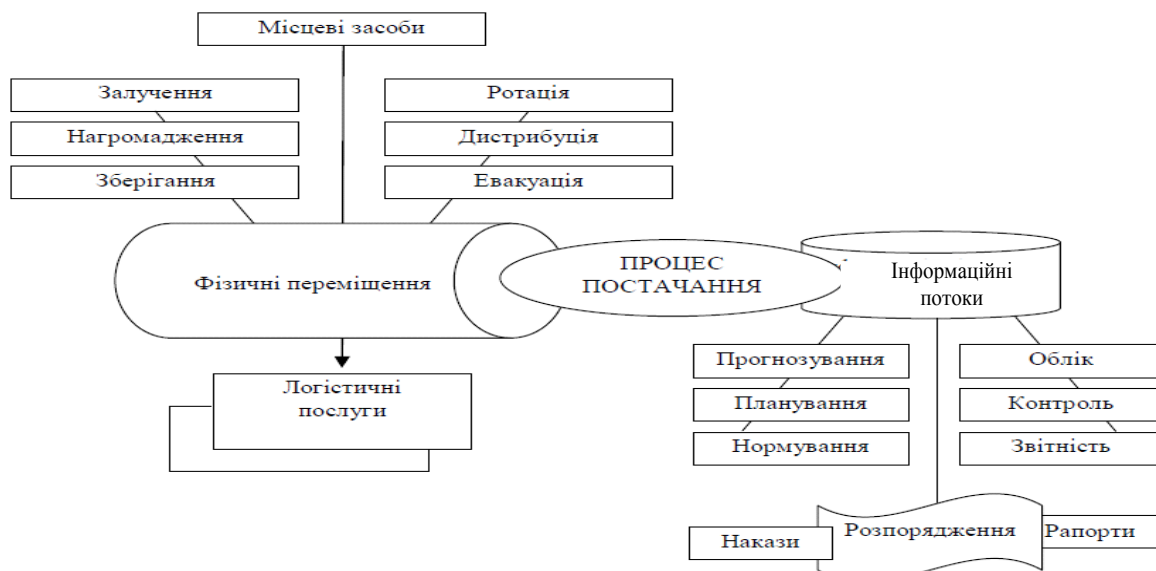 Місцеві засоби
Залучення
Нагромадження
Зберігання
Ротація
Дистрибуція
Евакуація
Фізичні переміщення
ПРОЦЕС
ПОСТАЧАННЯ
Інформаційні
потоки
Логістичні
послуги
Прогнозування
Планування
Нормування
Облік
Контроль
Звітність
Накази
Розпорядження
Рапорти